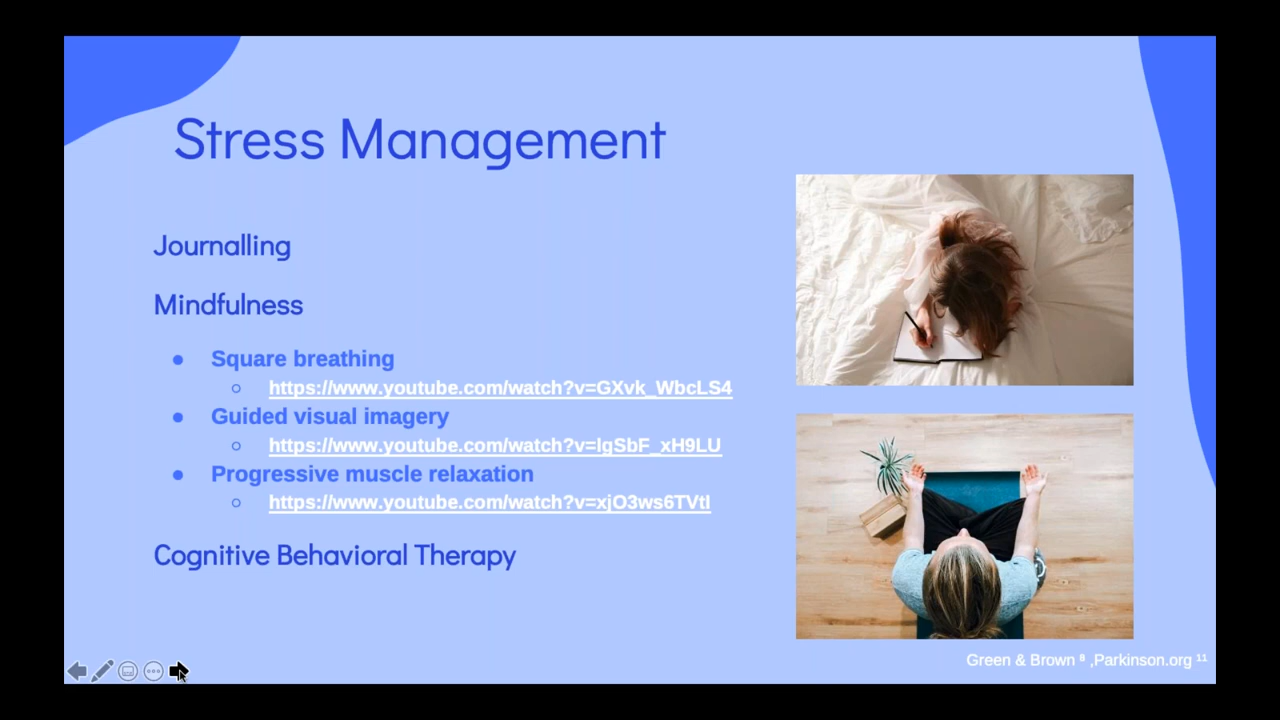 Stress Management
Journalling
Mindfulness
● Square breathing
○ https://www.youtube.com/watch?v=GXvk_WbcLS4
● Guided visual imagery
○ https://www.youtube.com/watch?v=IgSbF_xH9LU
● Progressive muscle relaxation
○ https://www.youtube.com/watch?v=xjO3ws6TVtI
Cognitive Behavioral Therapy
Green & Brown ⁸ ,Parkinson.org ¹¹